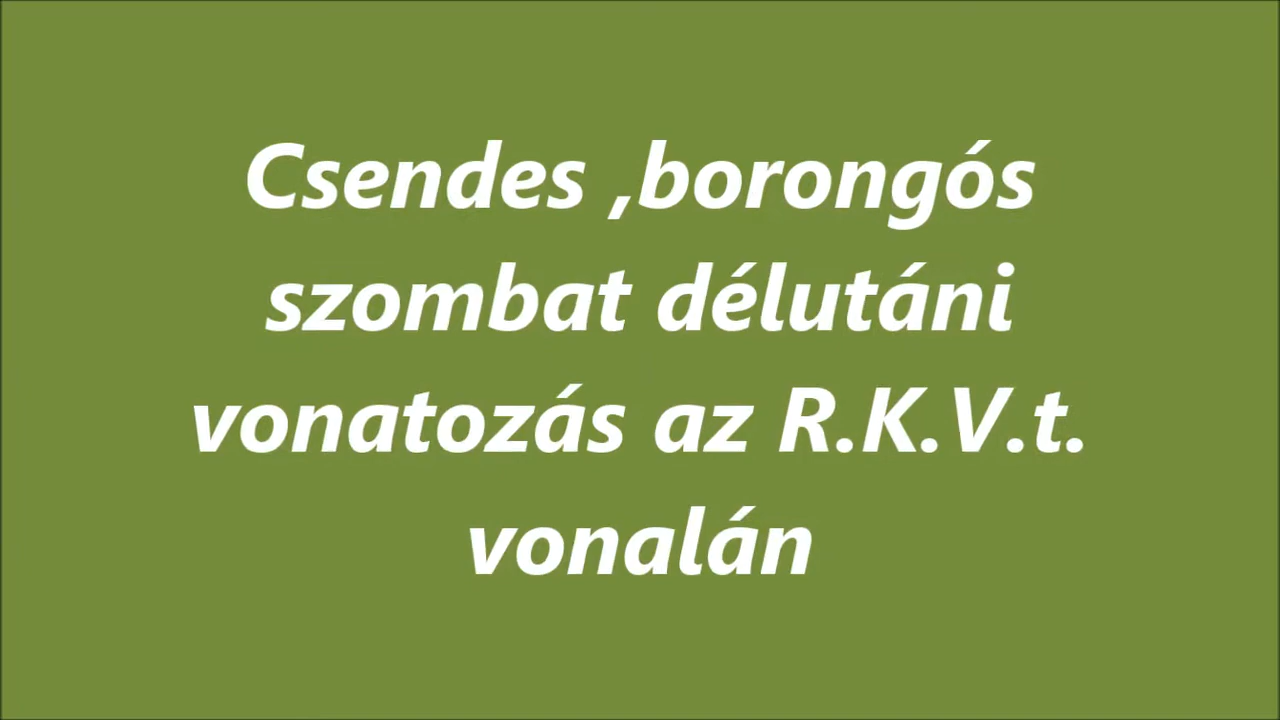 Csendes ,borongós
szombat délutáni
vonatozás az R.K.V.t.
vonalán